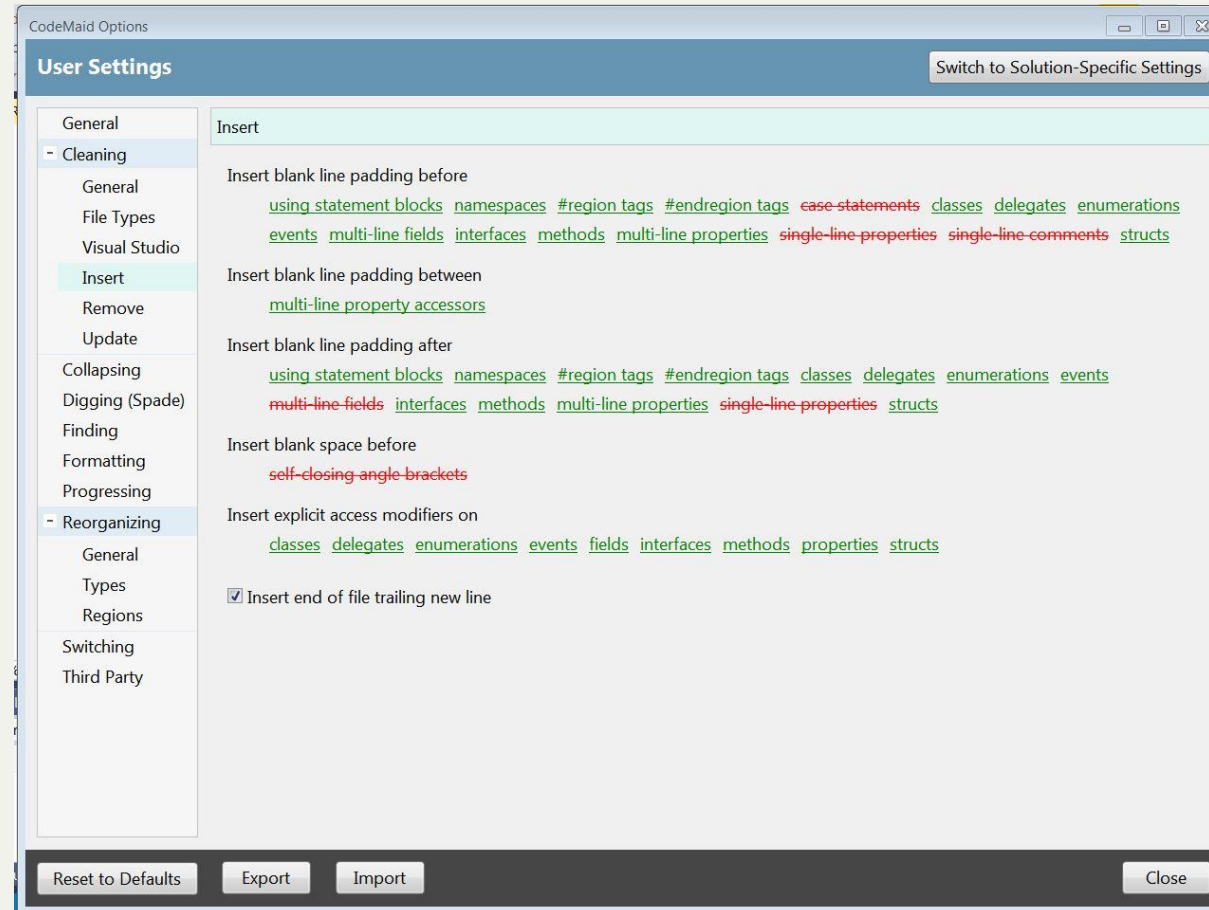 CodeMaid Options
User Settings
Switch to Solution-Specific Settings
General
- Cleaning
General
File Types
Visual Studio
Insert
Remove
Update
Collapsing
Digging (Spade)
Finding
Formatting
Progressing
- Reorganizing
General
Types
Regions
Switching
Third Party
Insert
Insert blank line padding before
using statement blocks namespaces #region tags #endregion tags case statements classes delegates enumerations
events multi-line fields interfaces methods multi-line properties single-line properties single-line comments structs
Insert blank line padding between
multi-line property accessors
Insert blank line padding after
using statement blocks namespaces #region tags #endregion tags classes delegates enumerations events
multi-line fields interfaces methods multi-line properties single-line properties structs
Insert blank space before
self-closing angle brackets
Insert explicit access modifiers on
classes delegates enumerations events fields interfaces methods properties structs
Insert end of file trailing new line
Reset to Defaults
Export
Import
Close